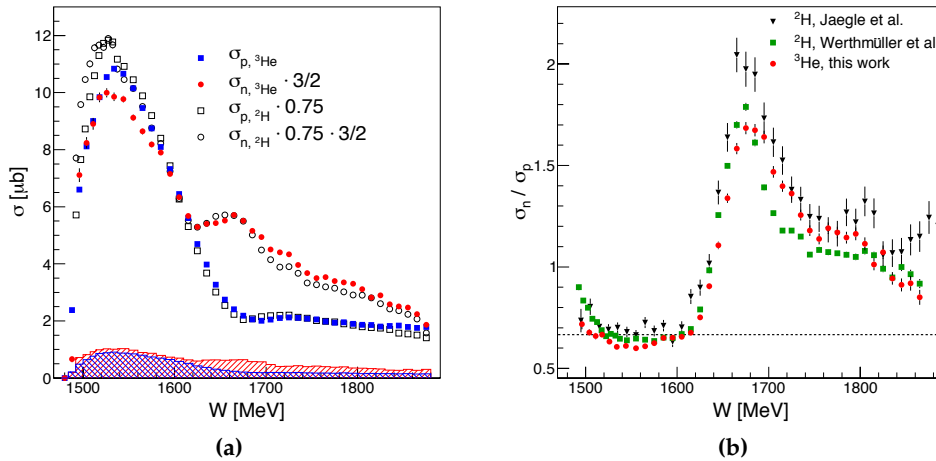 σp, ³He
σn, ³He · 3/2
σp, ²H · 0.75
σn, ²H · 0.75 · 3/2
σ [μb]
12
10
8
6
4
2
0
1500
1600
1700
1800
W [MeV]
(a)
²H, Jaegle et al.
²H, Werthmüller et al.
³He, this work
σn / σp
2
1.5
1
0.5
1500
1600
1700
1800
W [MeV]
(b)